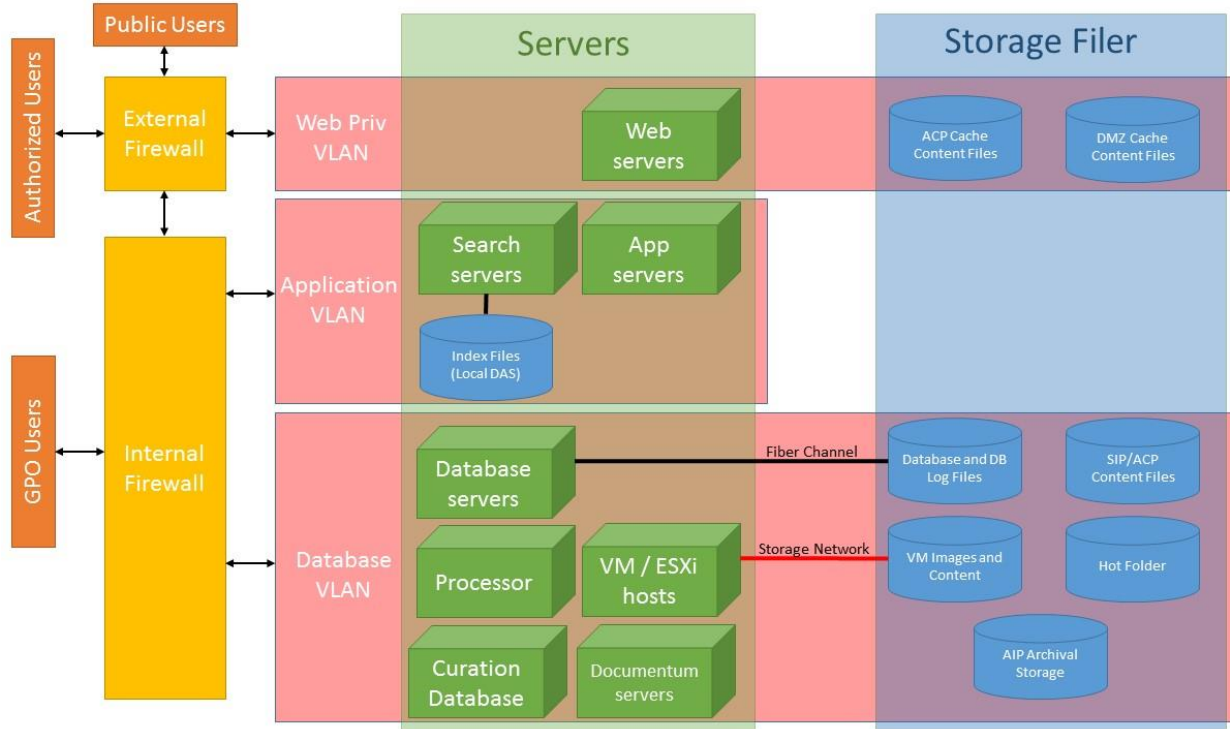 Public Users
Servers
Storage Filer
Authorized Users
External
Firewall
Web Priv
VLAN
Web
servers
ACP Cache
Content Files
DMZ Cache
Content Files
Application
VLAN
Search
servers
App
servers
Index Files
(Local DAS)
GPO Users
Internal
Firewall
Database
VLAN
Database
servers
Fiber Channel
Database and DB
Log Files
SIP/ACP
Content Files
Processor
VM / ESXi
hosts
Storage Network
VM Images and
Content
Hot Folder
Curation
Database
Documentum
servers
AIP Archival
Storage